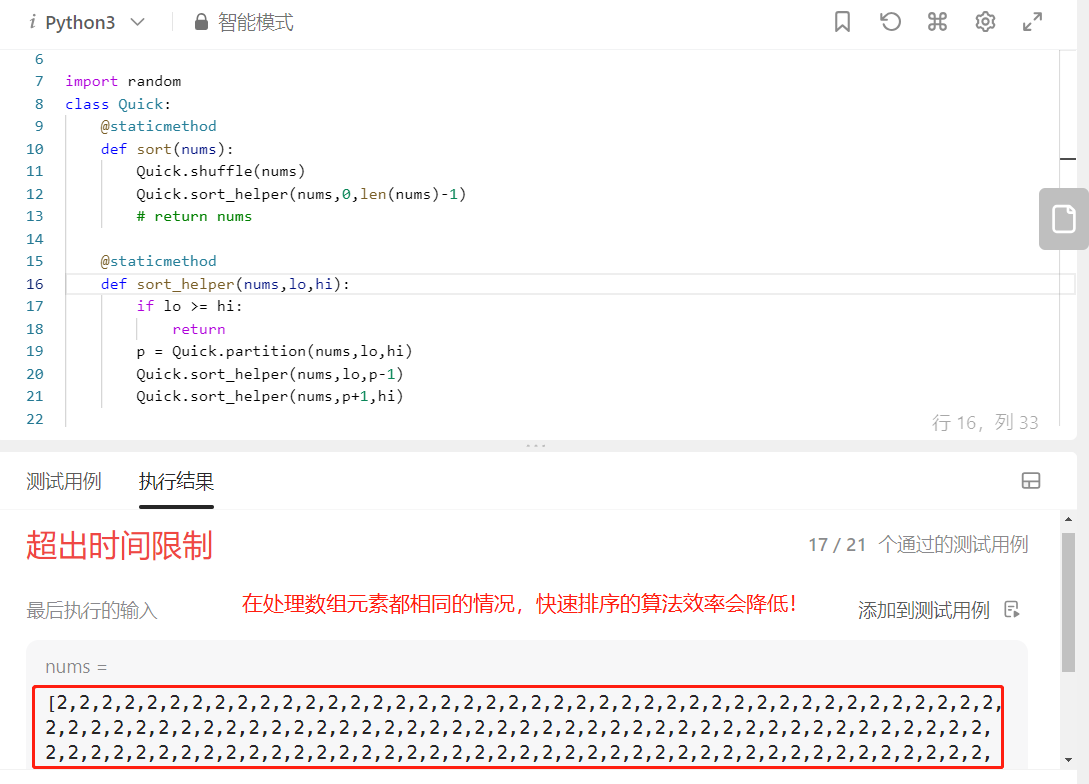 i Python3 智能模式
6
7 import random
8 class Quick:
9 @staticmethod
10 def sort(nums):
11 Quick.shuffle(nums)
12 Quick.sort_helper(nums,0,len(nums)-1)
13 # return nums
14
15 @staticmethod
16 def sort_helper(nums,lo,hi):
17 if lo >= hi:
18 return
19 p = Quick.partition(nums,lo,hi)
20 Quick.sort_helper(nums,lo,p-1)
21 Quick.sort_helper(nums,p+1,hi)
22
行 16，列 33
测试用例 执行结果
超出时间限制 17 / 21 个通过的测试用例
最后执行的输入 在处理数组元素都相同的情况，快速排序的算法效率会降低！ 添加到测试用例
nums =
[2,2,2,2,2,2,2,2,2,2,2,2,2,2,2,2,2,2,2,2,2,2,2,2,2,2,2,2,2,2,2,2,2,2,2,2,2,2,2,2,2,2,
2,2,2,2,2,2,2,2,2,2,2,2,2,2,2,2,2,2,2,2,2,2,2,2,2,2,2,2,2,2,2,2,2,2,2,2,2,2,2,2,2,2,
2,2,2,2,2,2,2,2,2,2,2,2,2,2,2,2,2,2,2,2,2,2,2,2,2,2,2,2,2,2,2,2,2,2,2,2,2,2,2,2,2,2,